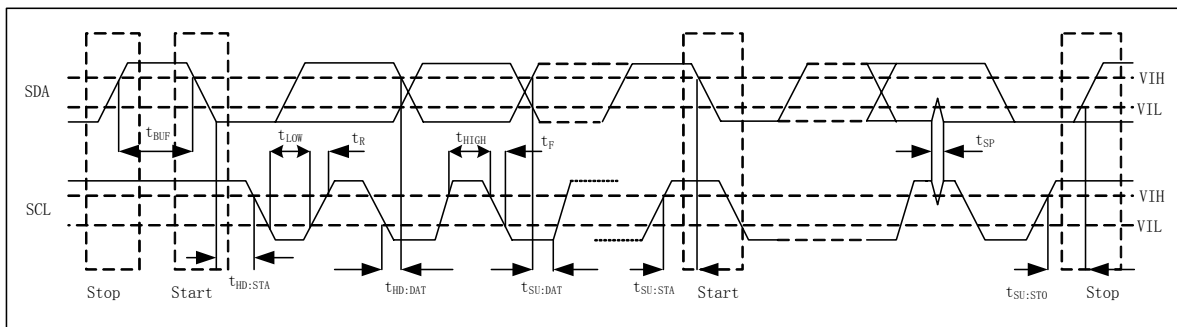 SDA
VIH
VIL
tBUF
tLOW
tR
tHIGH
tF
tSP
SCL
VIH
VIL
Stop
Start
tHD:STA
tHD:DAT
tSU:DAT
tSU:STA
Start
tSU:STO
Stop